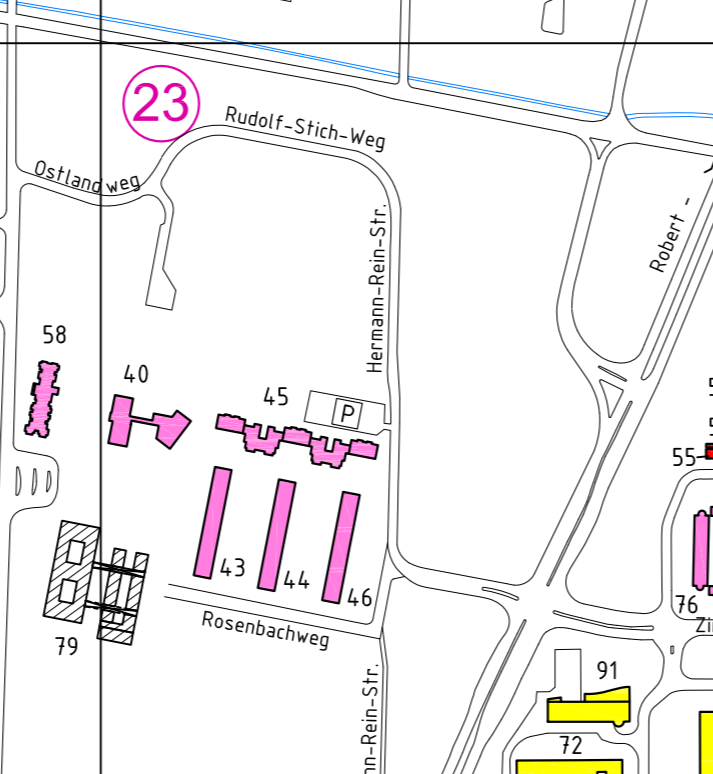 23
Rudolf-Stich-Weg
Ostlandweg
Hermann-Rein-Str.
Robert -
58
40
45
P
55
43
44
46
76
Rosenbachweg
79
91
72